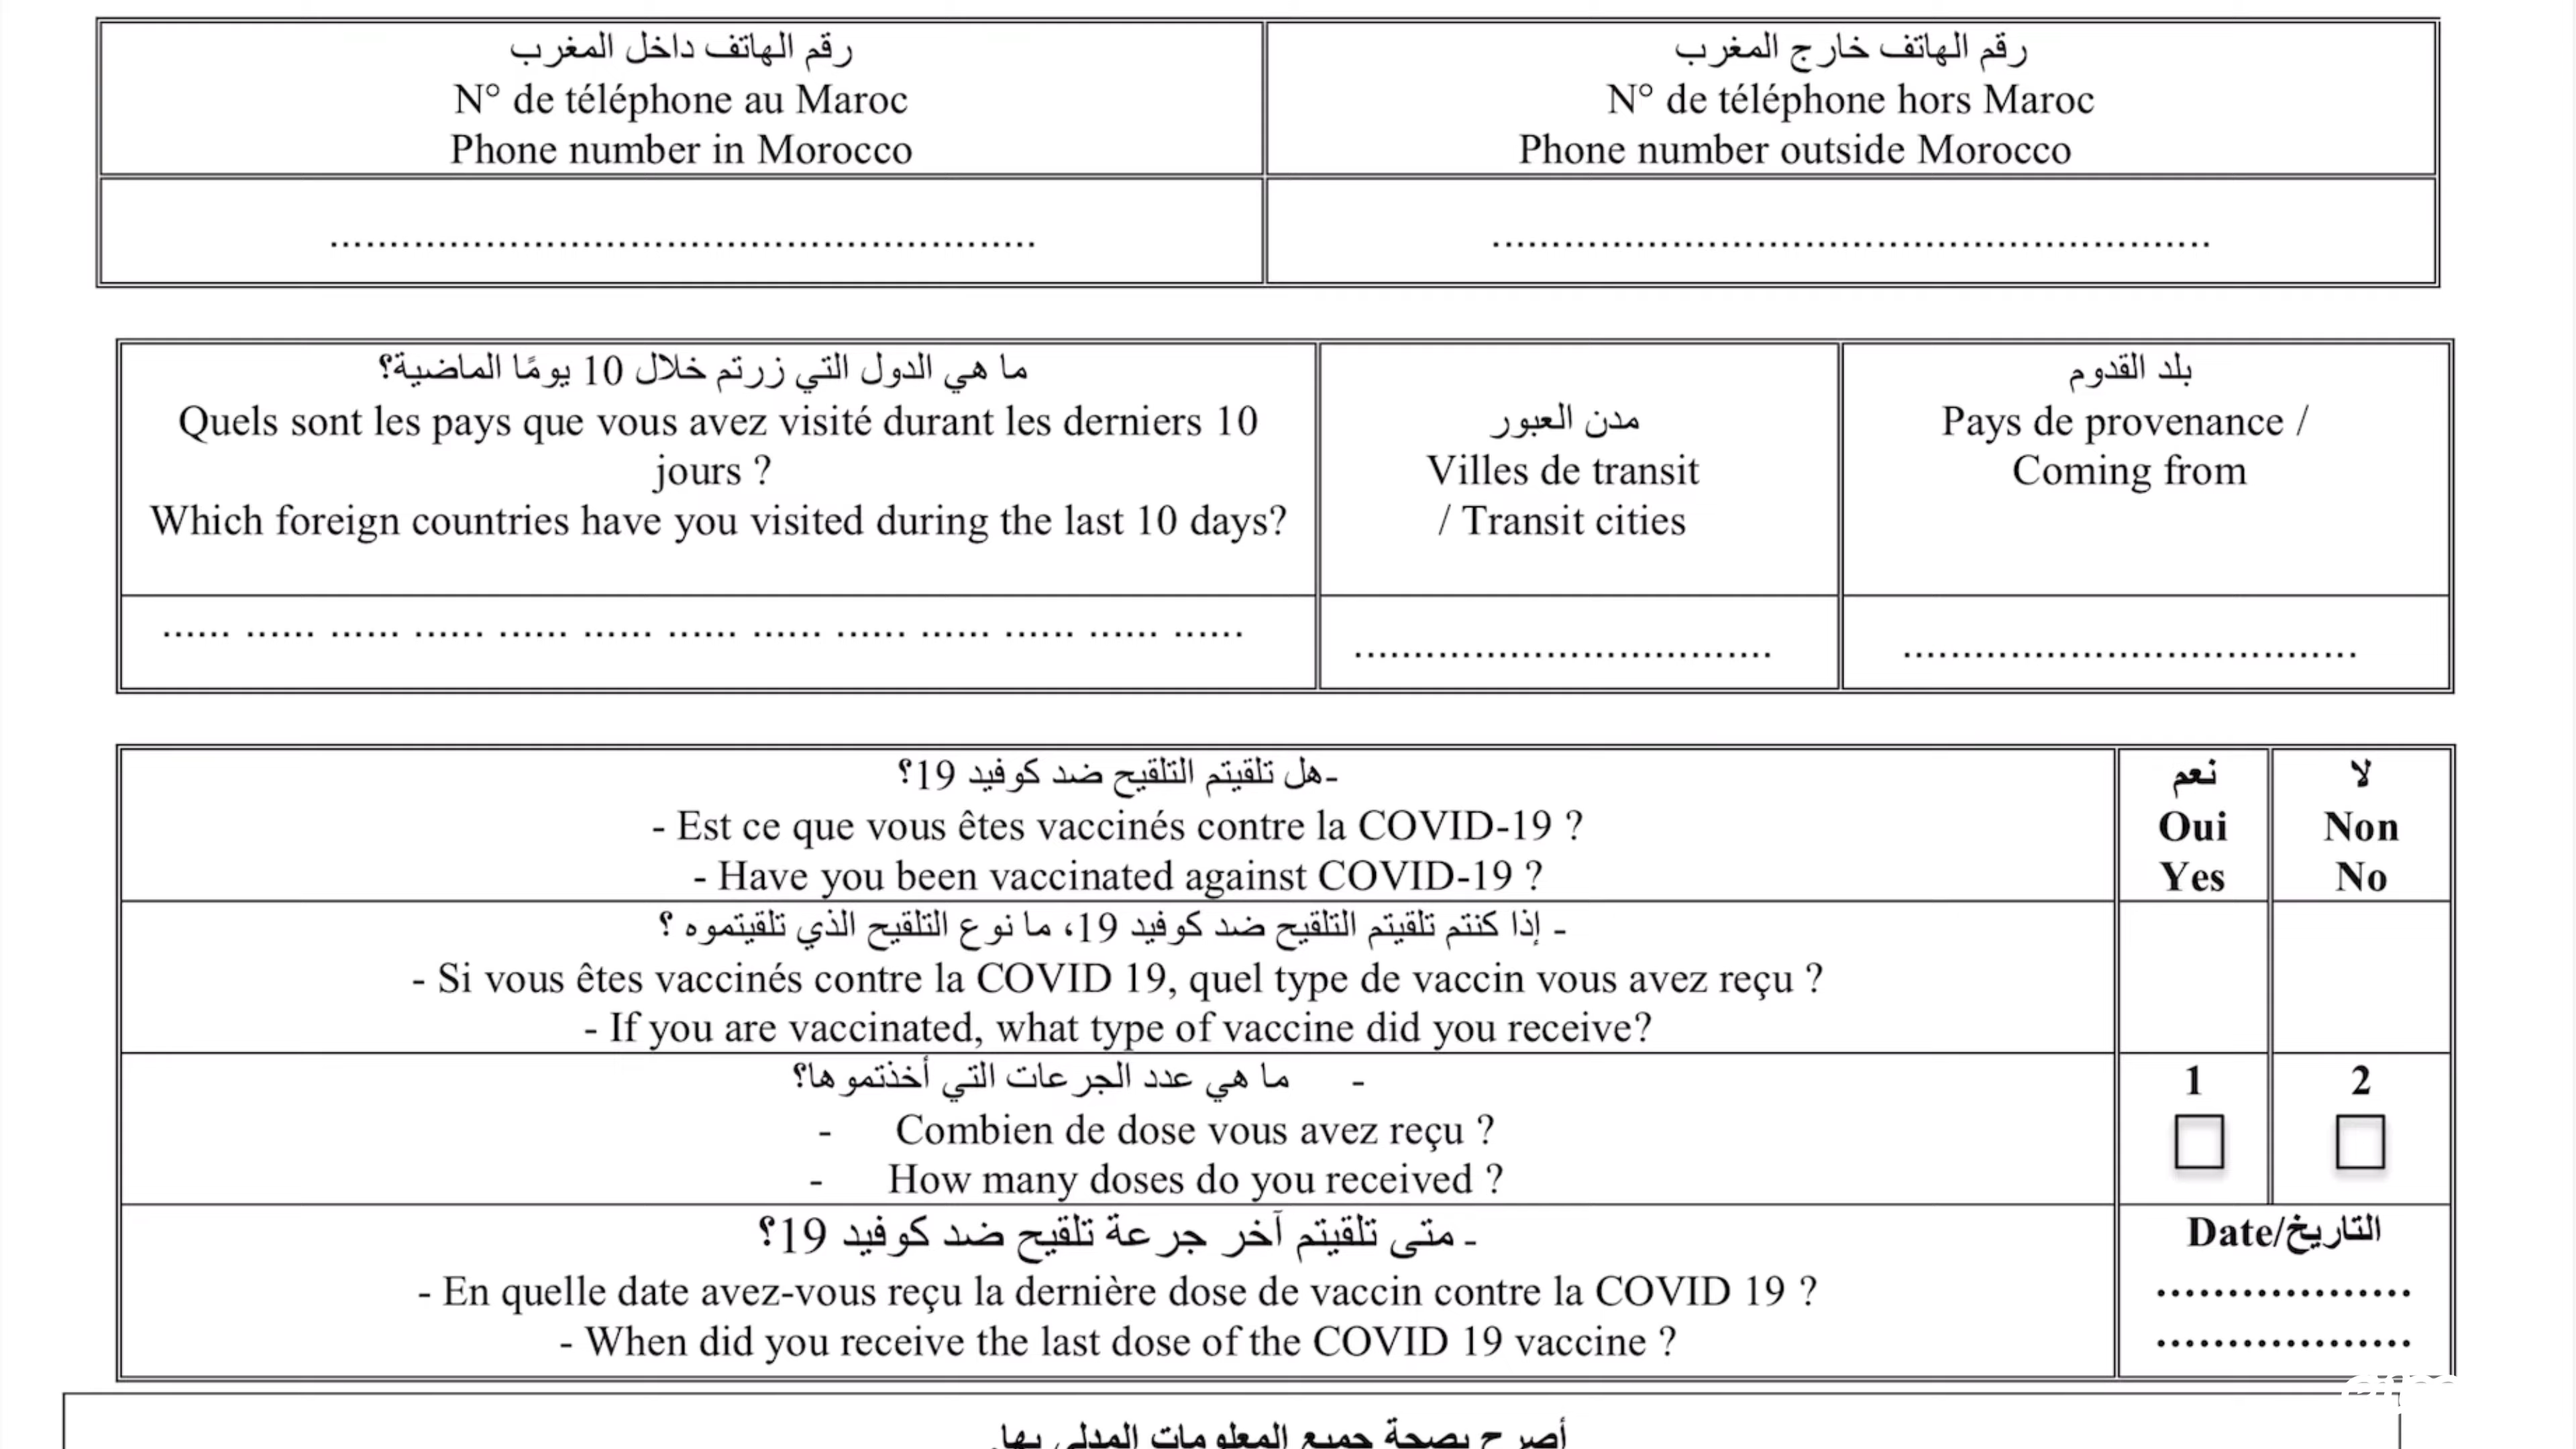 رقم الهاتف داخل المغرب
N° de téléphone au Maroc
Phone number in Morocco
رقم الهاتف خارج المغرب
N° de téléphone hors Maroc
Phone number outside Morocco
............................................................
.............................................................
ما هي الدول التي زرتم خلال 10 يومًا الماضية؟
Quels sont les pays que vous avez visité durant les derniers 10
jours ?
Which foreign countries have you visited during the last 10 days?
مدن العبور
Villes de transit
/ Transit cities
بلد القدوم
Pays de provenance /
Coming from
...... ...... ...... ...... ...... ...... ...... ...... ...... ...... ...... ...... ......
...................................
......................................
-هل تلقيتم التلقيح ضد كوفيد 19؟
- Est ce que vous êtes vaccinés contre la COVID-19 ?
- Have you been vaccinated against COVID-19 ?
نعم
Oui
Yes
لا
Non
No
- إذا كنتم تلقيتم التلقيح ضد كوفيد 19، ما نوع التلقيح الذي تلقيتموه ؟
- Si vous êtes vaccinés contre la COVID 19, quel type de vaccin vous avez reçu ?
- If you are vaccinated, what type of vaccine did you receive?
- ما هي عدد الجرعات التي أخذتموها؟
- Combien de dose vous avez reçu ?
- How many doses do you received ?
1
2
- متى تلقيتم آخر جرعة تلقيح ضد كوفيد 19؟
- En quelle date avez-vous reçu la dernière dose de vaccin contre la COVID 19 ?
- When did you receive the last dose of the COVID 19 vaccine ?
Date/التاريخ
..................
..................
أصرح بصحة جميع المعلومات المدلى بها.